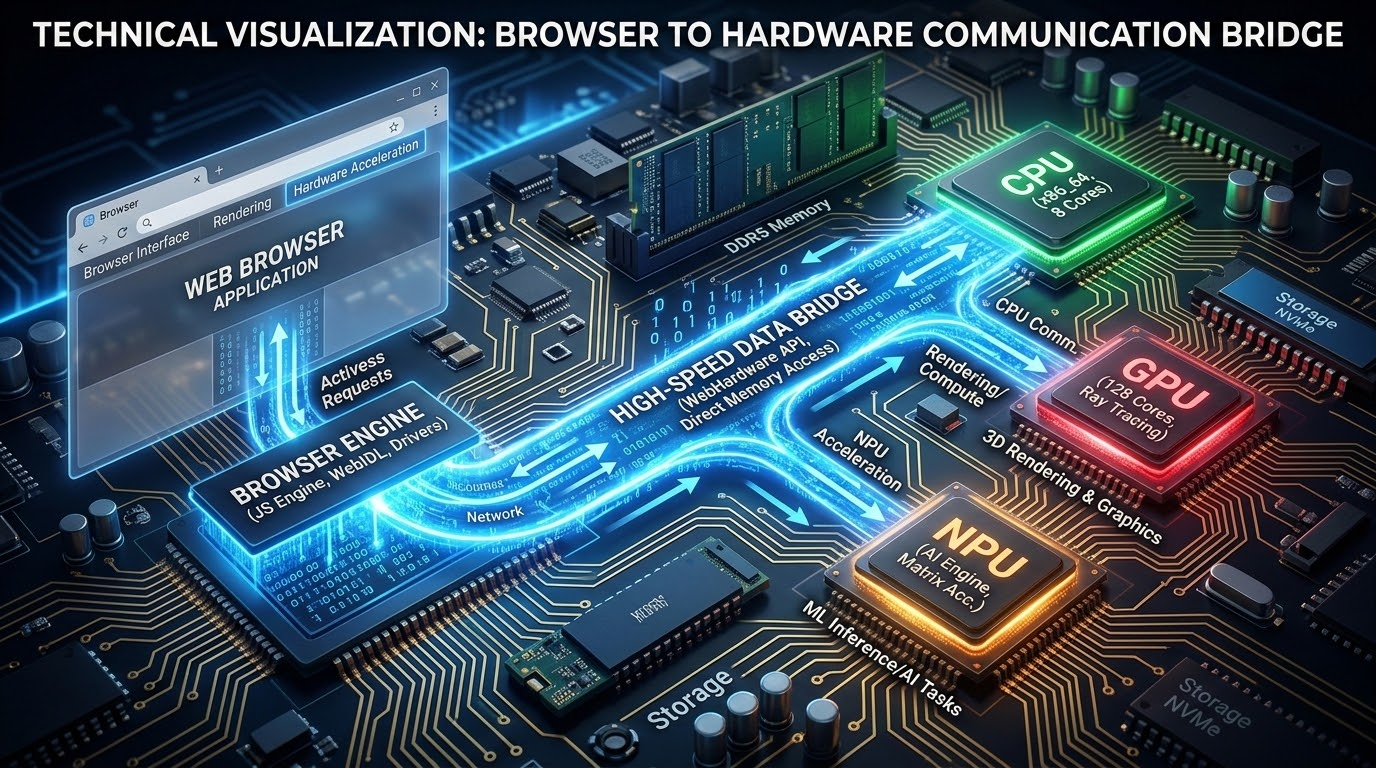 TECHNICAL VISUALIZATION: BROWSER TO HARDWARE COMMUNICATION BRIDGE
Browser
Browser Interface
Rendering
Hardware Acceleration
WEB BROWSER
APPLICATION
Activess
Requests
BROWSER ENGINE
(JS Engine, WebIDL, Drivers)
Network
HIGH-SPEED DATA BRIDGE
(WebHardware API,
Direct Memory Access)
DDR5 Memory
CPU
(x86_64,
8 Cores)
CPU Comm.
Storage
NVMe
GPU
(128 Cores,
Ray Tracing)
Rendering/
Compute
3D Rendering & Graphics
NPU
Acceleration
NPU
(AI Engine,
Matrix Acc.)
ML Inference/AI Tasks
Storage
Storage
NVMe